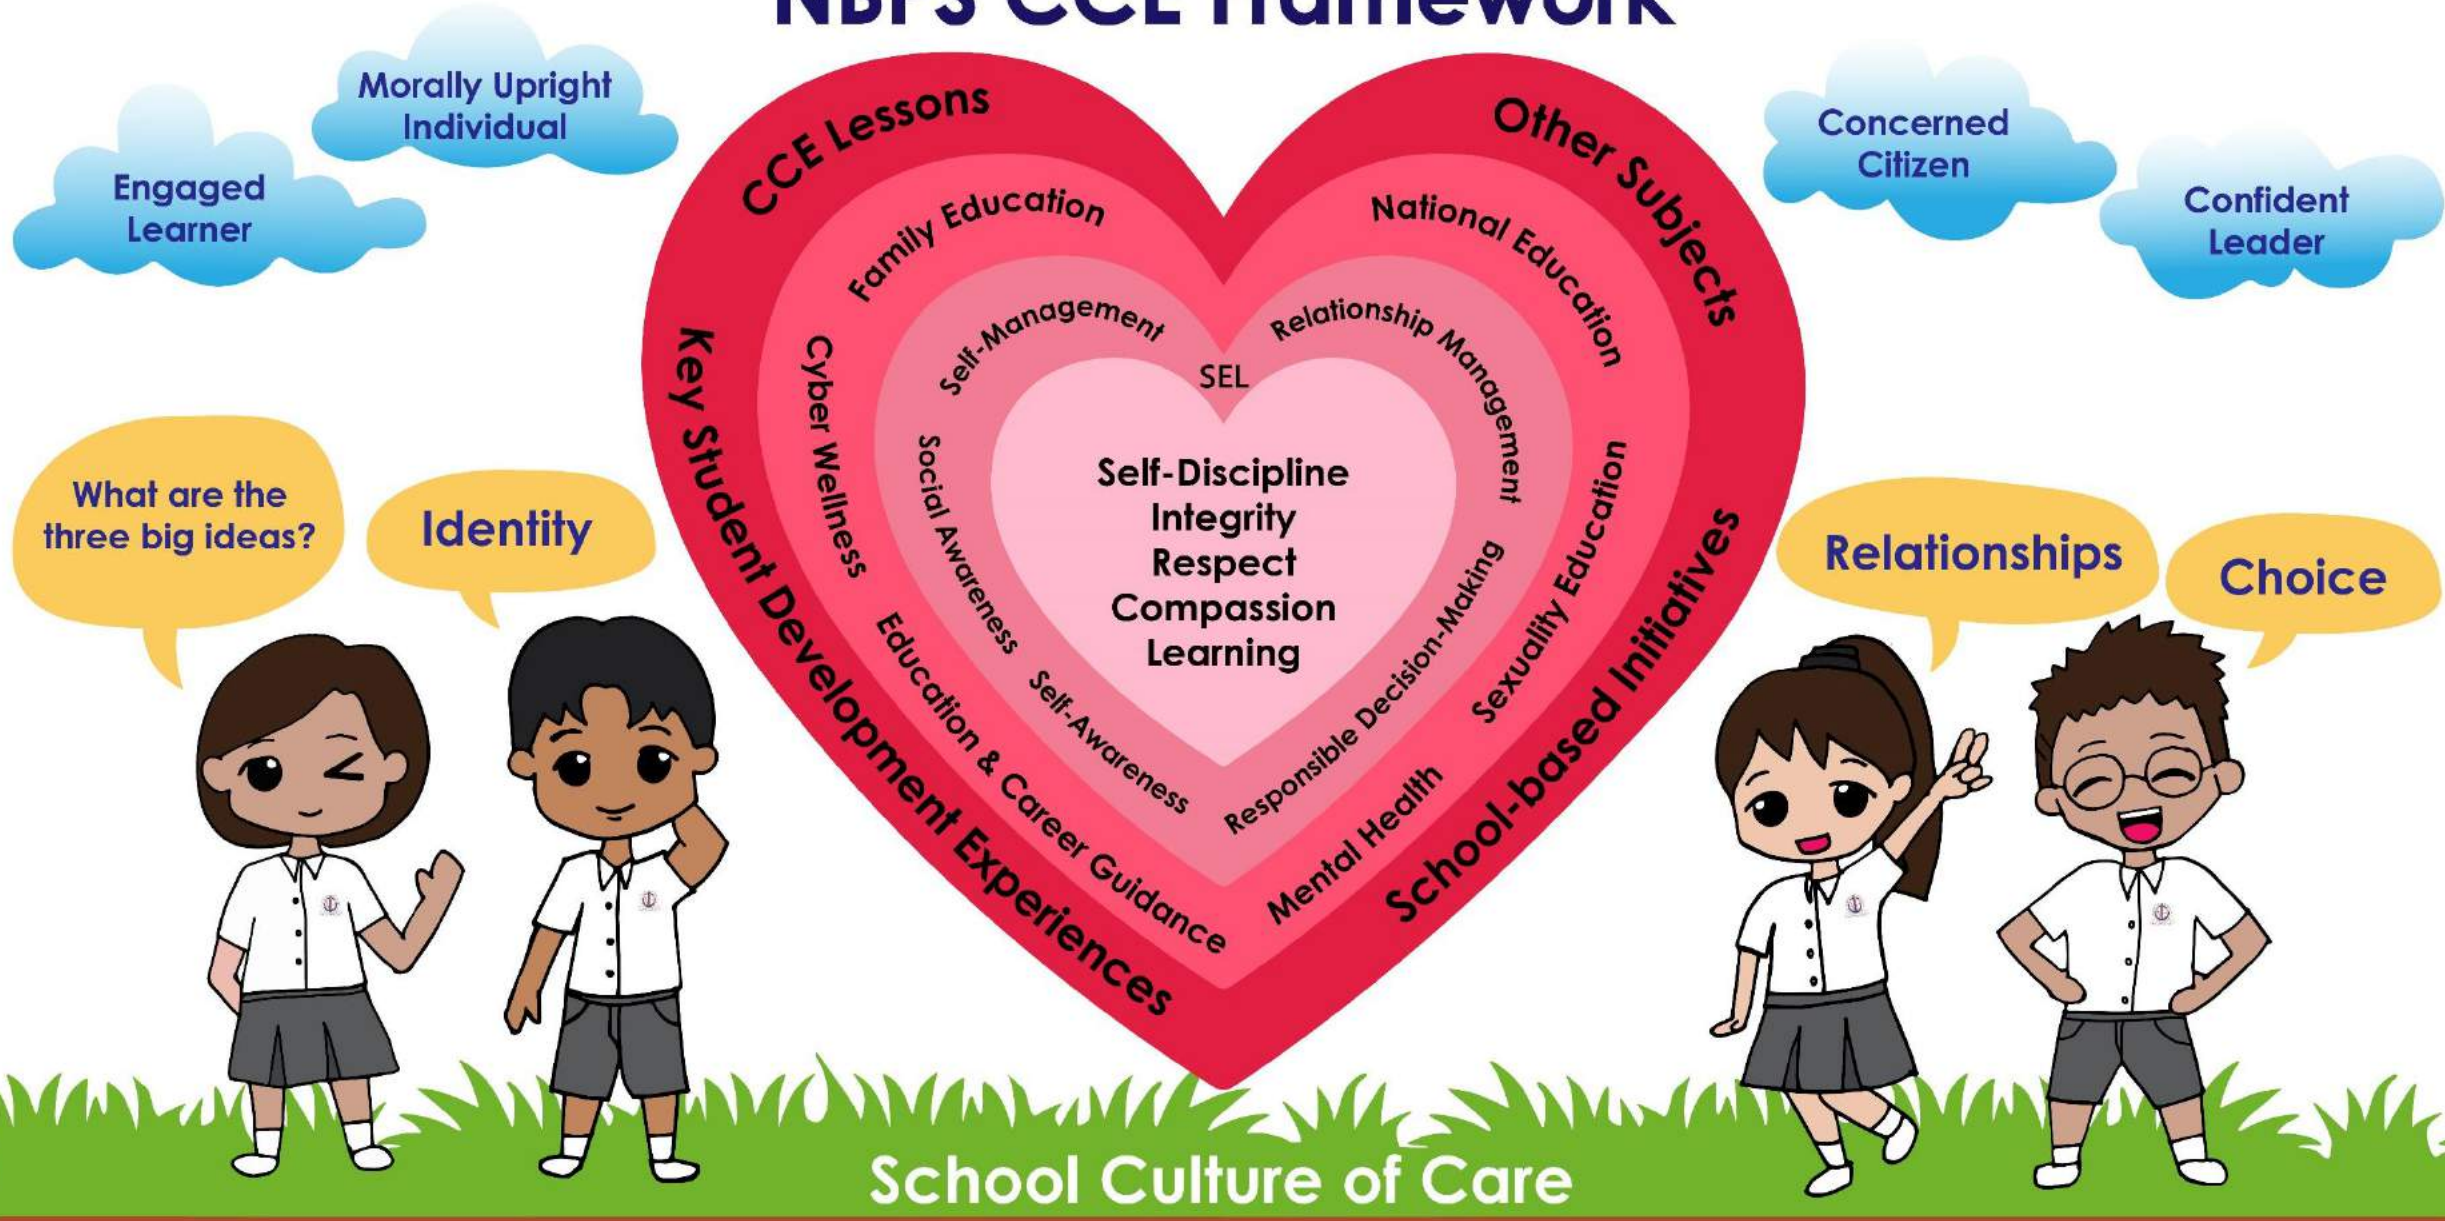 NBPS CCE Framework
Morally Upright
Individual
Engaged
Learner
Concerned
Citizen
Confident
Leader
CCE Lessons
Other Subjects
Key Student Development Experiences
School-based Initiatives
Family Education
National Education
Cyber Wellness
Sexuality Education
Education & Career Guidance
Mental Health
Self-Management
SEL
Relationship Management
Social Awareness
Self-Awareness
Responsible Decision-Making
Self-Discipline
Integrity
Respect
Compassion
Learning
What are the
three big ideas?
Identity
Relationships
Choice
School Culture of Care